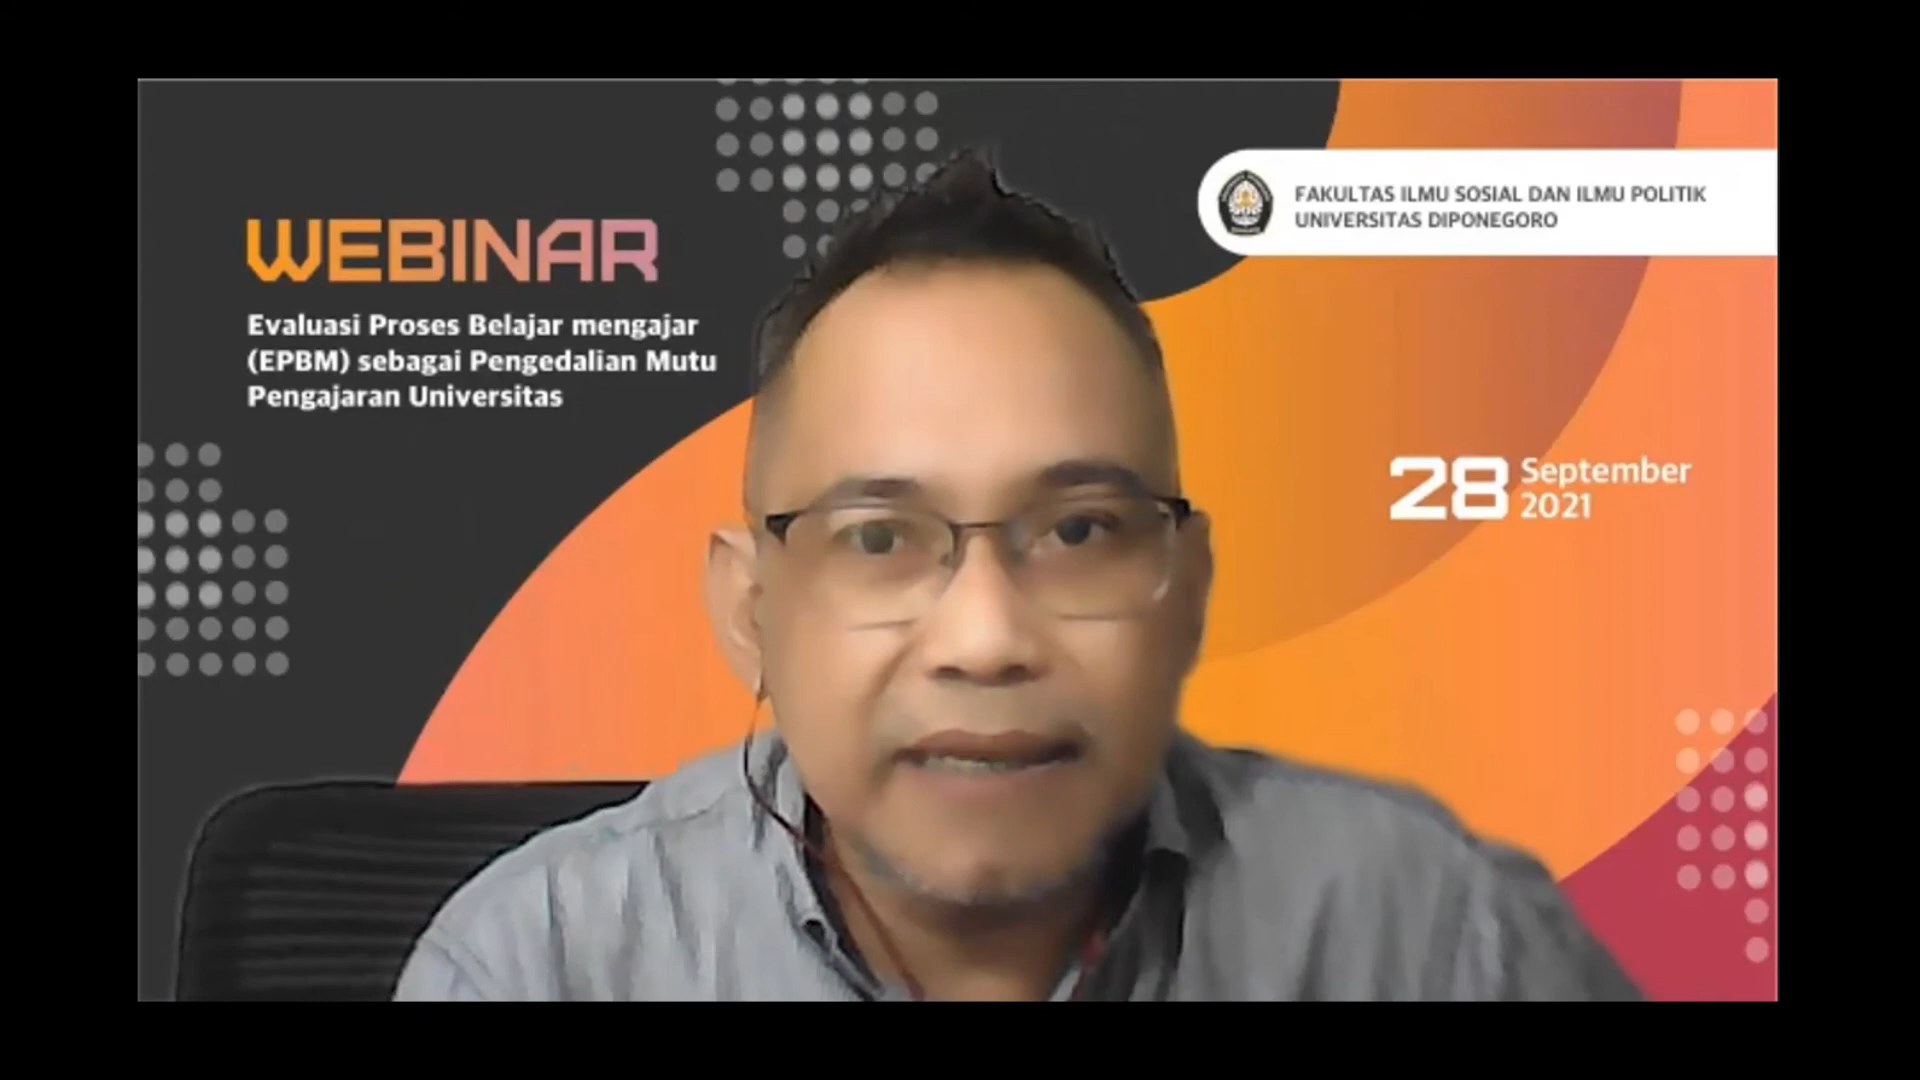 WEBINAR
Evaluasi Proses Belajar mengajar
(EPBM) sebagai Pengedalian Mutu
Pengajaran Universitas
FAKULTAS ILMU SOSIAL DAN ILMU POLITIK
UNIVERSITAS DIPONEGORO
28 September
2021